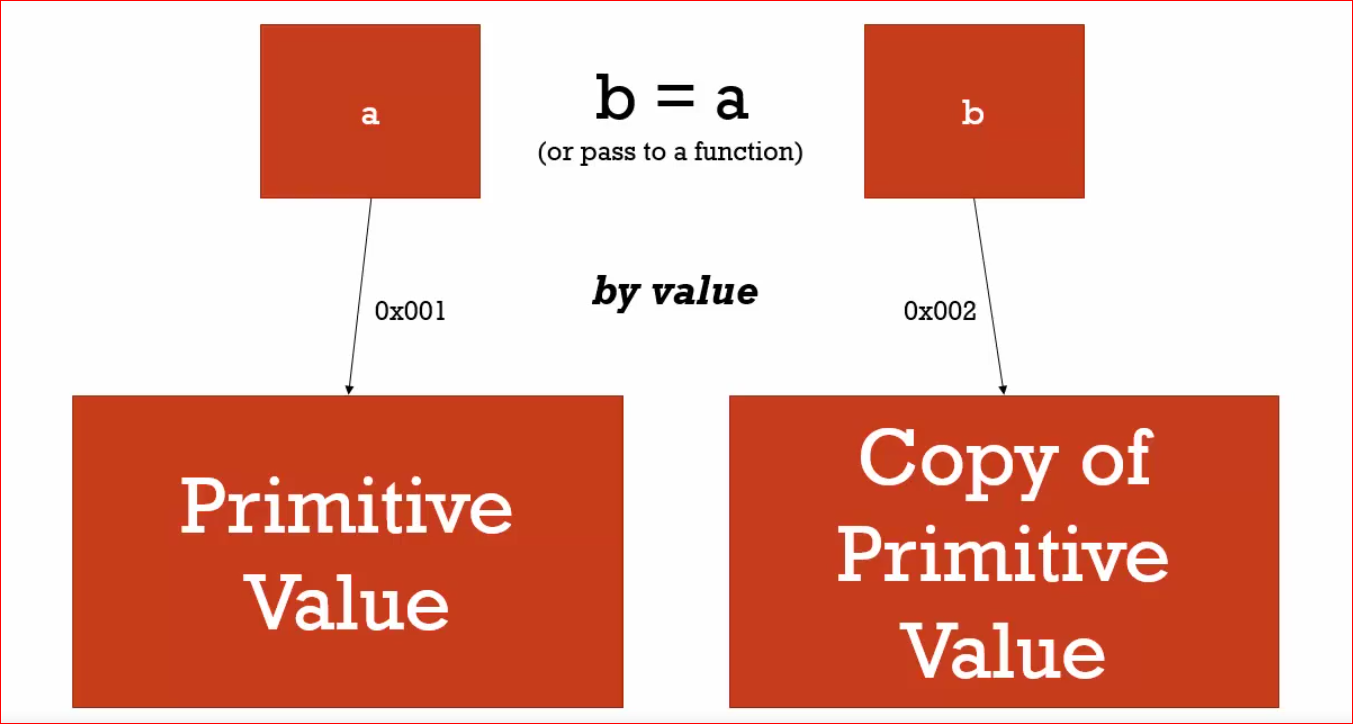 a
b = a
(or pass to a function)
b
by value
0x001
0x002
Primitive
Value
Copy of
Primitive
Value